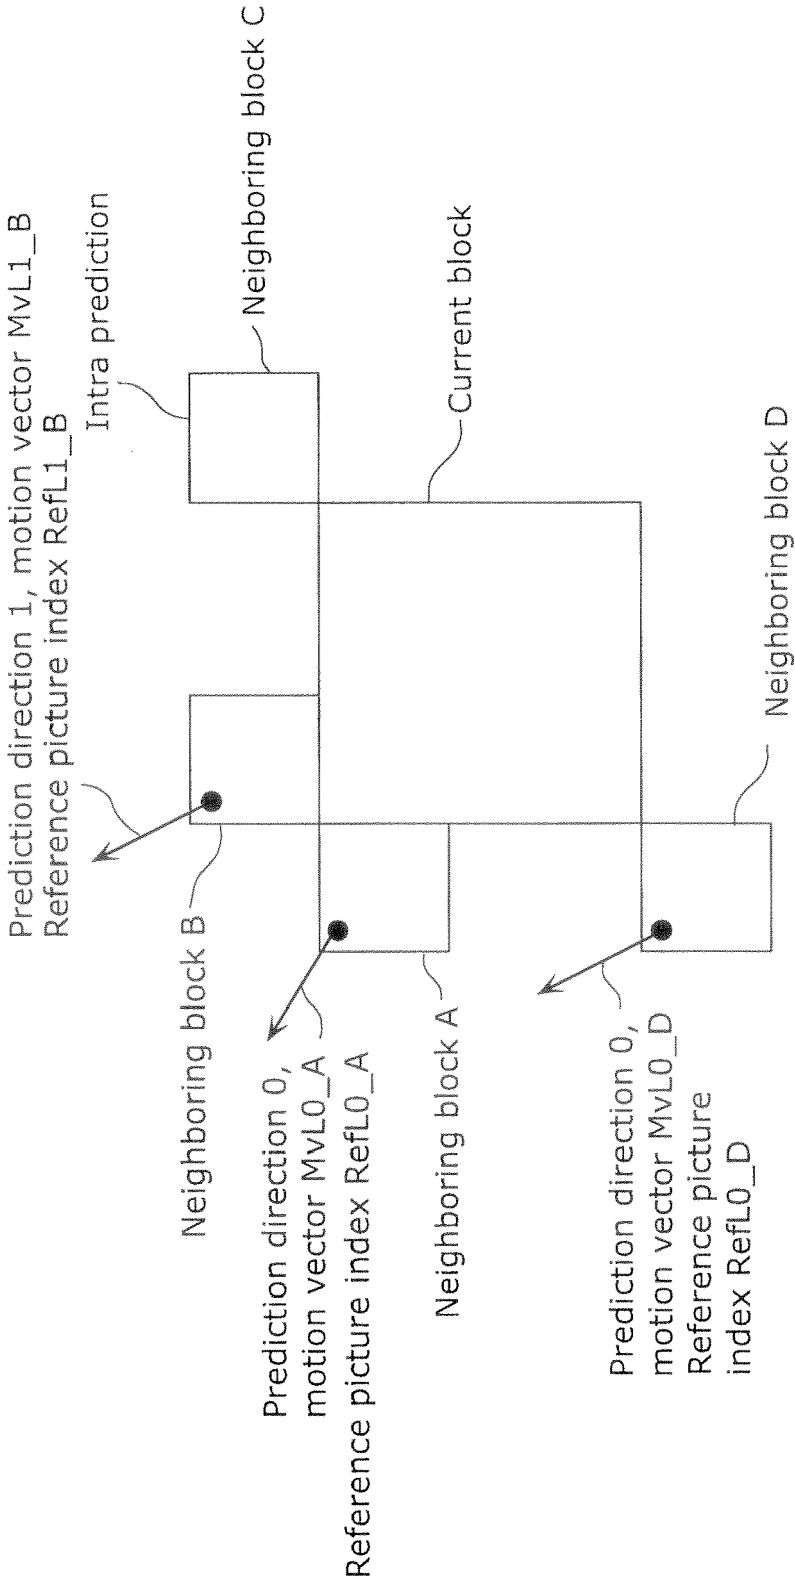 Prediction direction 1, motion vector MvL1_B
Reference picture index RefL1_B
Intra prediction
Neighboring block B
Neighboring block C
Prediction direction 0,
motion vector MvL0_A
Reference picture index RefL0_A
Neighboring block A
Current block
Prediction direction 0,
motion vector MvL0_D
Reference picture
index RefL0_D
Neighboring block D